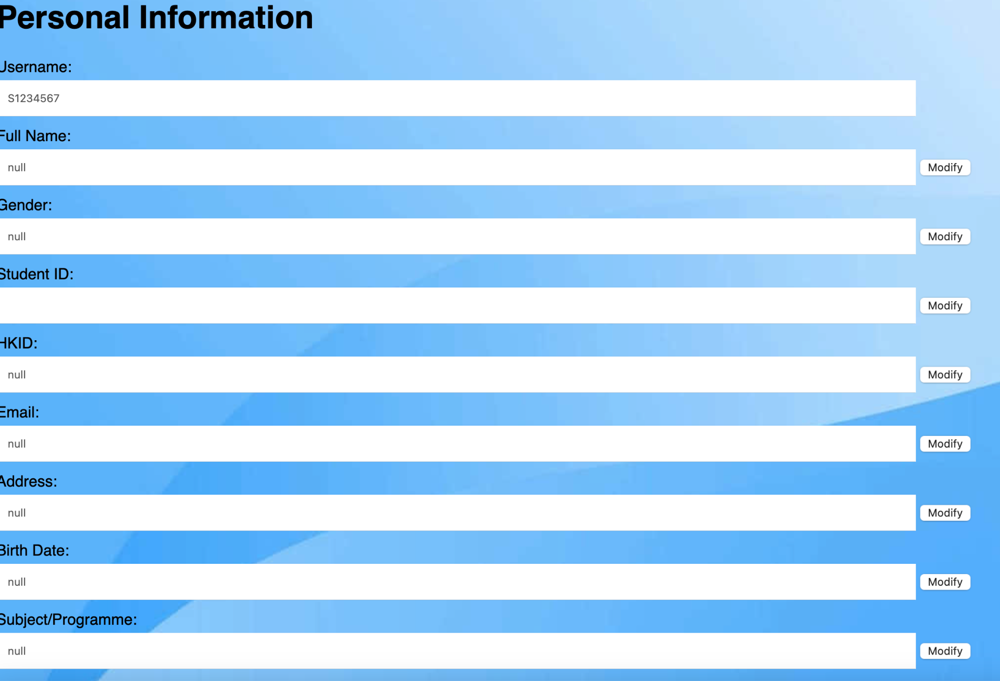 Personal Information
Username:
S1234567
Full Name:
null
Modify
Gender:
null
Modify
Student ID:
Modify
HKID:
null
Modify
Email:
null
Modify
Address:
null
Modify
Birth Date:
null
Modify
Subject/Programme:
null
Modify